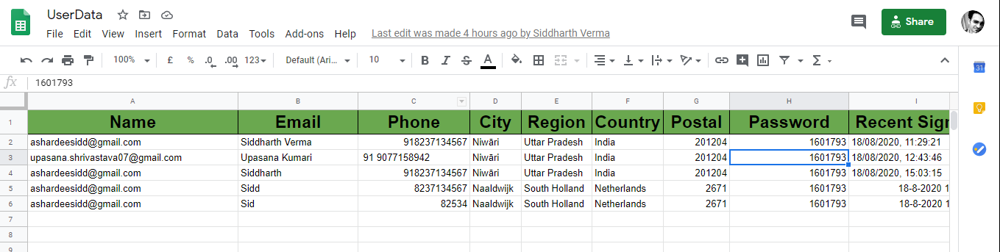 UserData
File Edit View Insert Format Data Tools Add-ons Help Last edit was made 4 hours ago by Siddharth Verma
Share
100% £ % .0 .00 123 Default (Ari... 10 B I S A Σ
31
fx 1601793
A B C D E F G H I
1 Name Email Phone City Region Country Postal Password Recent Sign
2 ashardeesidd@gmail.com Siddharth Verma 918237134567 Niwāri Uttar Pradesh India 201204 1601793 18/08/2020, 11:29:21
3 upasana.shrivastava07@gmail.com Upasana Kumari 91 9077158942 Niwāri Uttar Pradesh India 201204 1601793 18/08/2020, 12:43:46
4 ashardeesidd@gmail.com Siddharth 918237134567 Niwāri Uttar Pradesh India 201204 1601793 18/08/2020, 15:03:15
5 ashardeesidd@gmail.com Sidd 8237134567 Naaldwijk South Holland Netherlands 2671 1601793 18-8-2020 1
6 ashardeesidd@gmail.com Sid 82534 Naaldwijk South Holland Netherlands 2671 1601793 18-8-2020 1
7
8
9